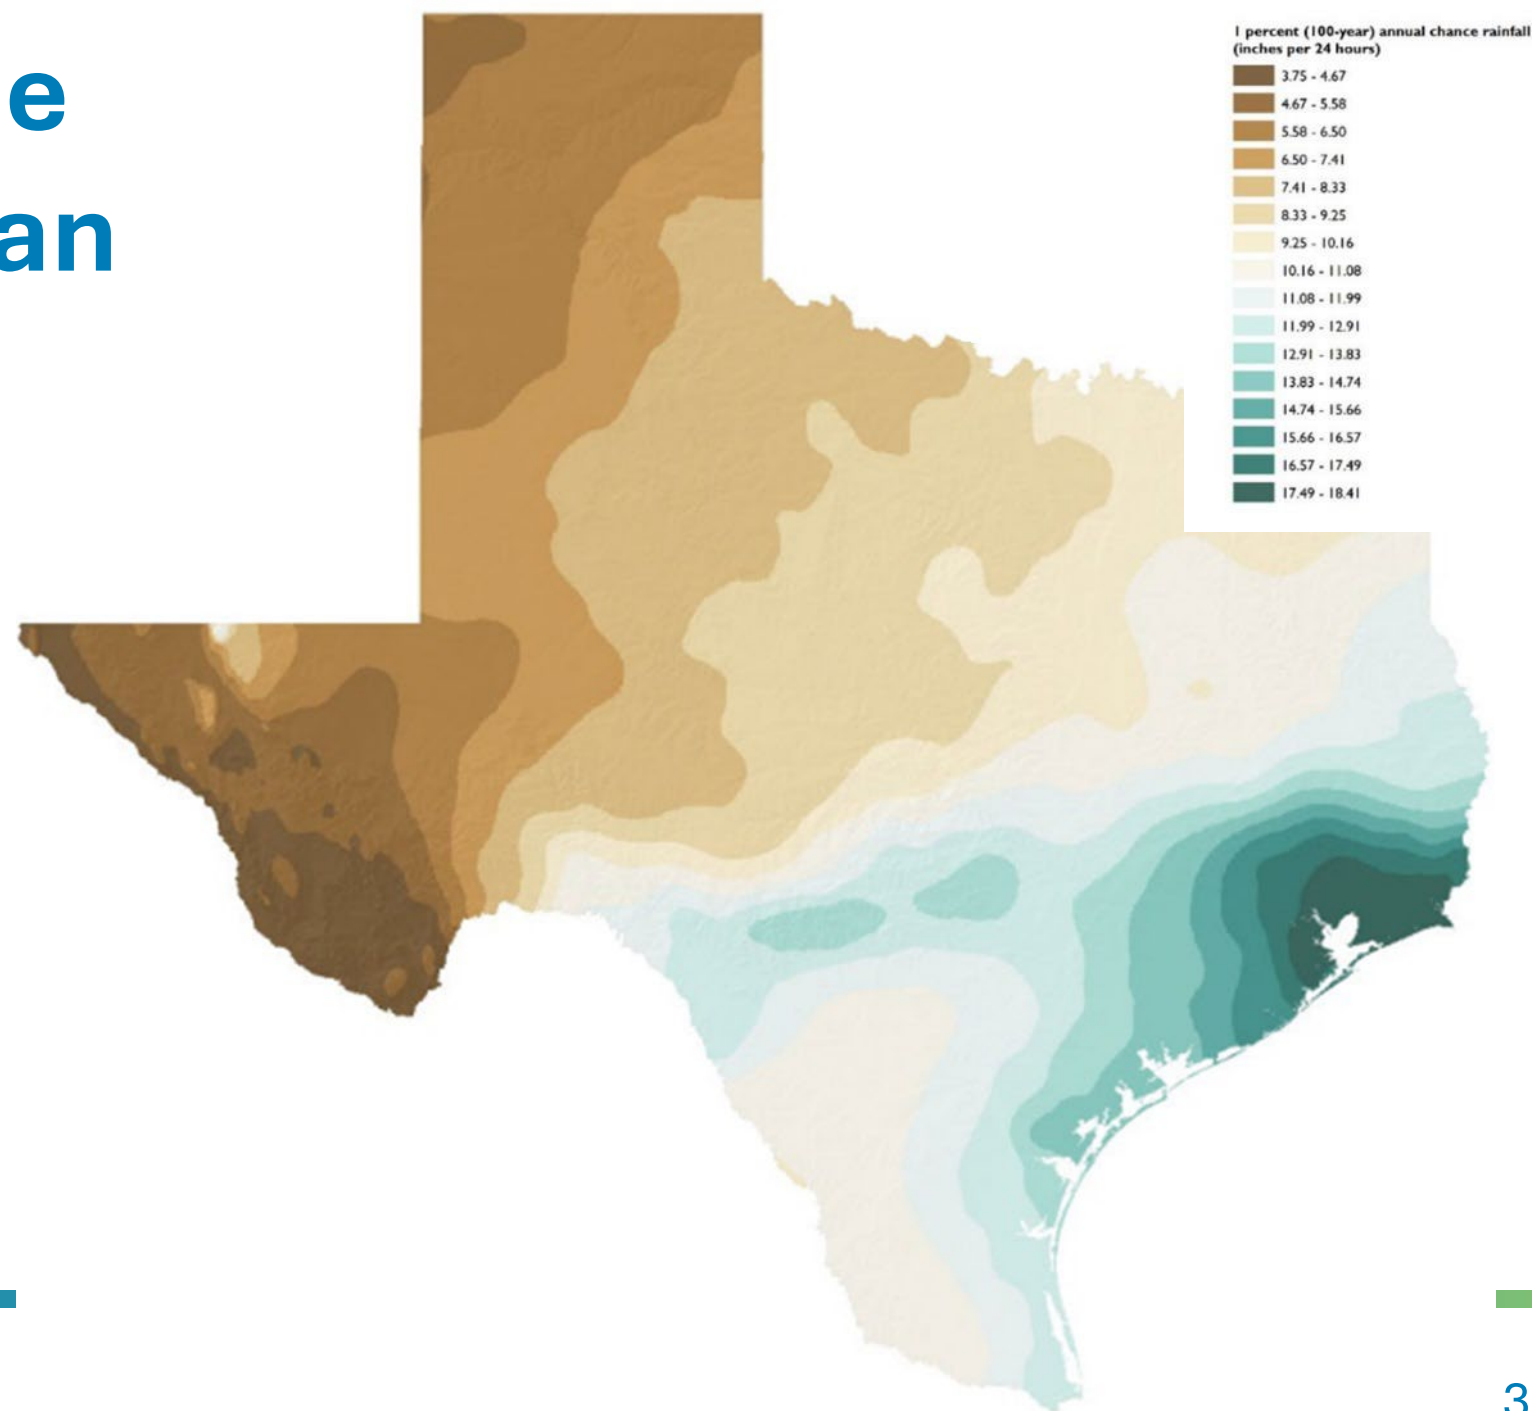 e
an
1 percent (100-year) annual chance rainfall
(inches per 24 hours)
3.75 - 4.67
4.67 - 5.58
5.58 - 6.50
6.50 - 7.41
7.41 - 8.33
8.33 - 9.25
9.25 - 10.16
10.16 - 11.08
11.08 - 11.99
11.99 - 12.91
12.91 - 13.83
13.83 - 14.74
14.74 - 15.66
15.66 - 16.57
16.57 - 17.49
17.49 - 18.41
3